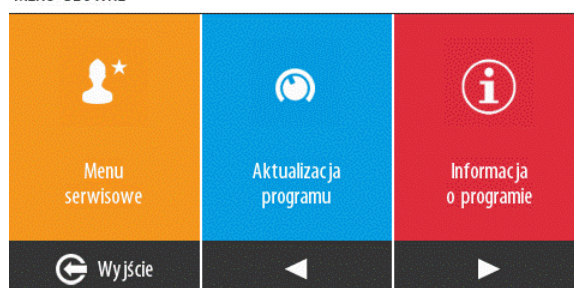 Menu
serwisowe
Aktualizacja
programu
Informacja
o programie
Wyjście